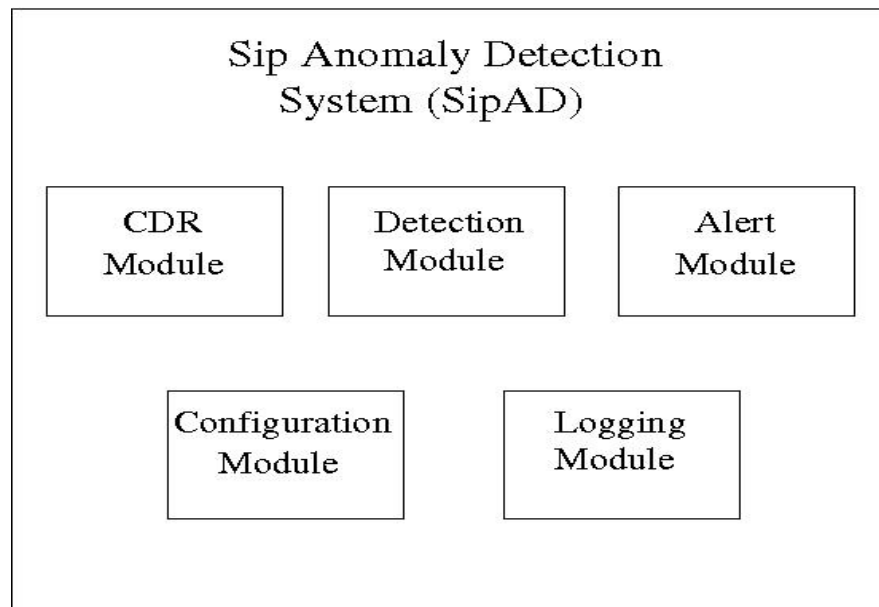 Sip Anomaly Detection
System (SipAD)
CDR
Module
Detection
Module
Alert
Module
Configuration
Module
Logging
Module